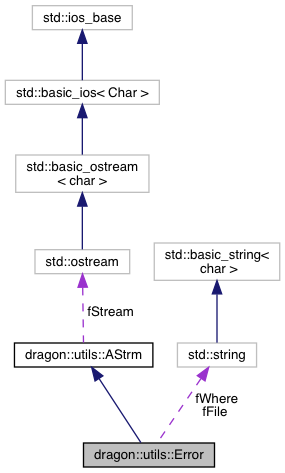 std::ios_base
std::basic_ios< Char >
std::basic_ostream
< char >
std::ostream
std::basic_string<
char >
fStream
dragon::utils::AStrm
std::string
fWhere
fFile
dragon::utils::Error